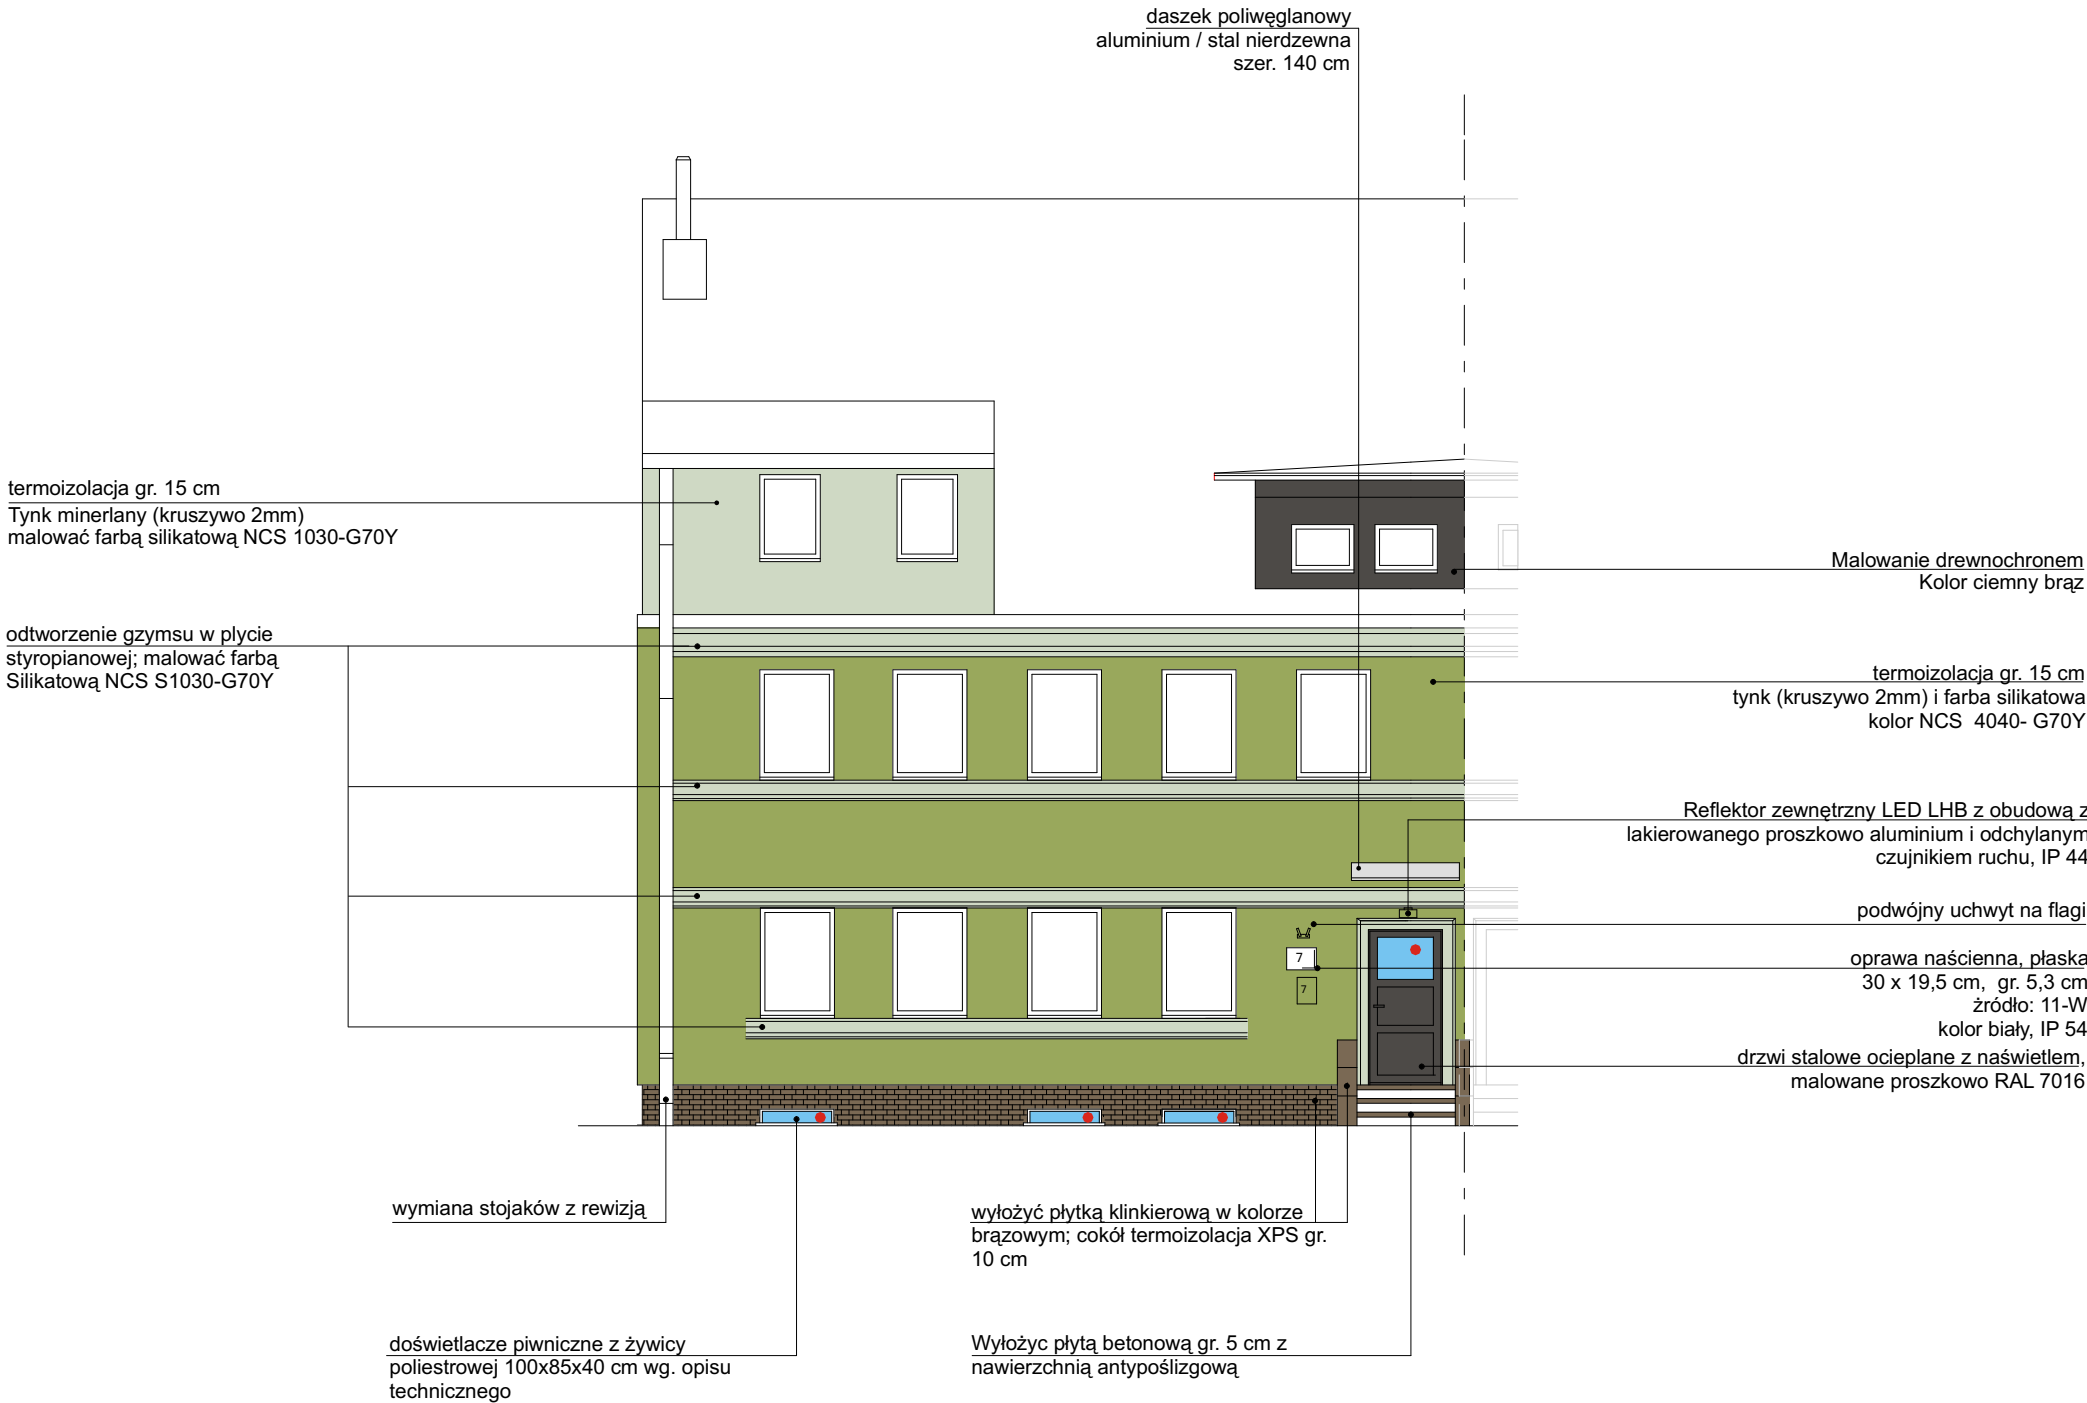 daszek poliwęglanowy
aluminium / stal nierdzewna
szer. 140 cm
termoizolacja gr. 15 cm
Tynk minerlany (kruszywo 2mm)
malować farbą silikatową NCS 1030-G70Y
odtworzenie gzymsu w plycie
styropianowej; malować farbą
Silikatową NCS S1030-G70Y
Malowanie drewnochronem
Kolor ciemny brąz
termoizolacja gr. 15 cm
tynk (kruszywo 2mm) i farba silikatowa
kolor NCS 4040- G70Y
Reflektor zewnętrzny LED LHB z obudową z
lakierowanego proszkowo aluminium i odchylanym
czujnikiem ruchu, IP 44
podwójny uchwyt na flagi
7
7
oprawa naścienna, płaska
30 x 19,5 cm, gr. 5,3 cm
żródło: 11-W
kolor biały, IP 54
drzwi stalowe ocieplane z naświetlem,
malowane proszkowo RAL 7016
wymiana stojaków z rewizją
wyłożyć płytką klinkierową w kolorze
brązowym; cokół termoizolacja XPS gr.
10 cm
doświetlacze piwniczne z żywicy
poliestrowej 100x85x40 cm wg. opisu
technicznego
Wyłożyc płytą betonową gr. 5 cm z
nawierzchnią antypoślizgową